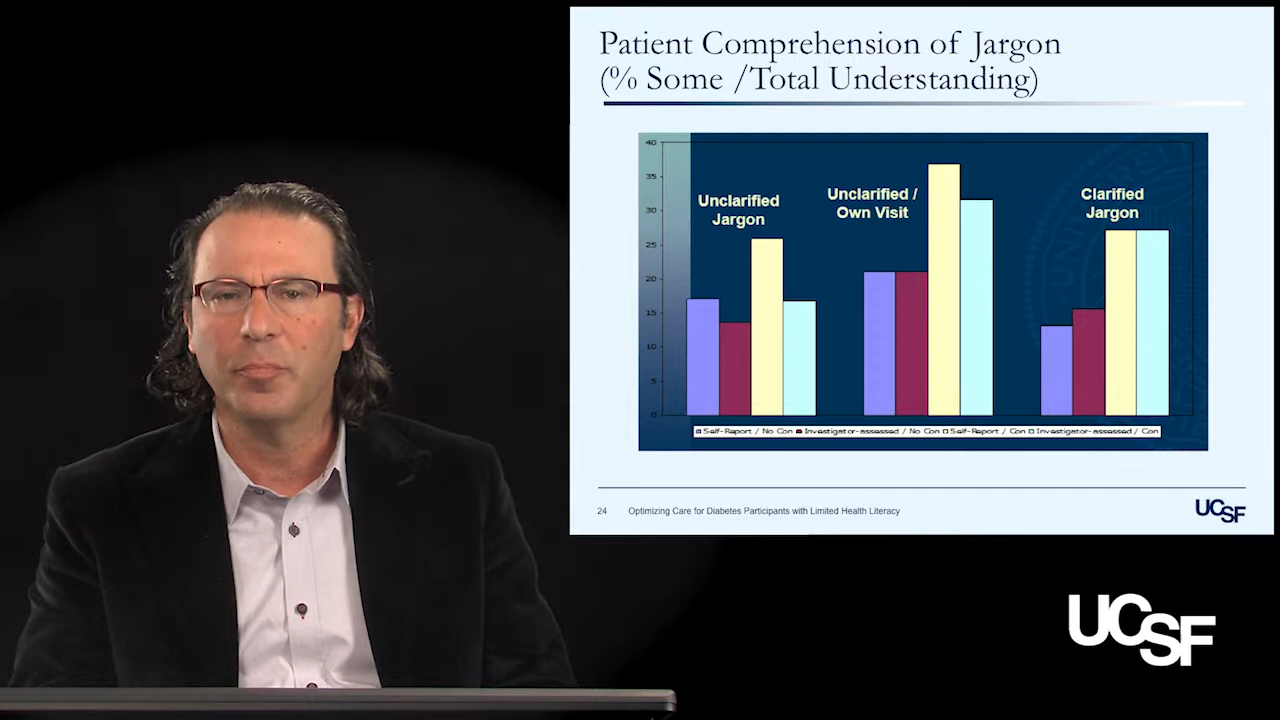 Patient Comprehension of Jargon
(% Some /Total Understanding)
40
35
30
25
20
15
10
5
0
Unclarified
Jargon
Unclarified /
Own Visit
Clarified
Jargon
Self-Report / No Con Investigator-assessed / No Con Self-Report / Con Investigator-assessed / Con
24 Optimizing Care for Diabetes Participants with Limited Health Literacy
UCSF
UCSF